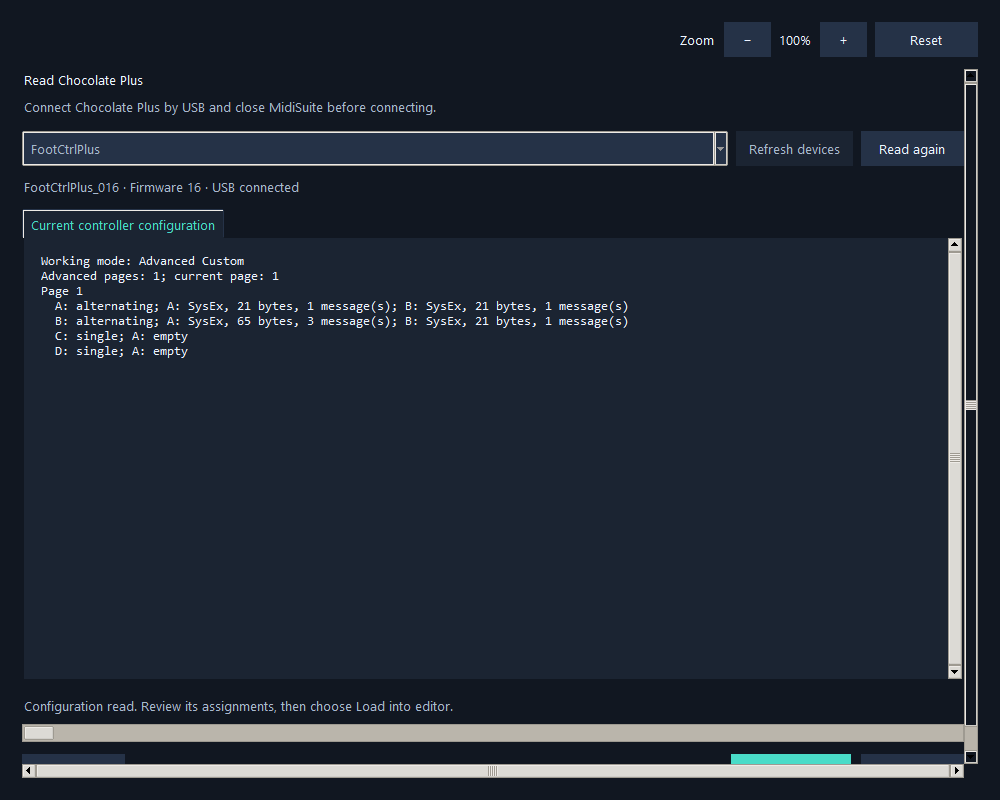 Zoom − 100% + Reset
Read Chocolate Plus
Connect Chocolate Plus by USB and close MidiSuite before connecting.
FootCtrlPlus Refresh devices Read again
FootCtrlPlus_016 · Firmware 16 · USB connected
Current controller configuration
Working mode: Advanced Custom
Advanced pages: 1; current page: 1
Page 1
A: alternating; A: SysEx, 21 bytes, 1 message(s); B: SysEx, 21 bytes, 1 message(s)
B: alternating; A: SysEx, 65 bytes, 3 message(s); B: SysEx, 21 bytes, 1 message(s)
C: single; A: empty
D: single; A: empty
Configuration read. Review its assignments, then choose Load into editor.